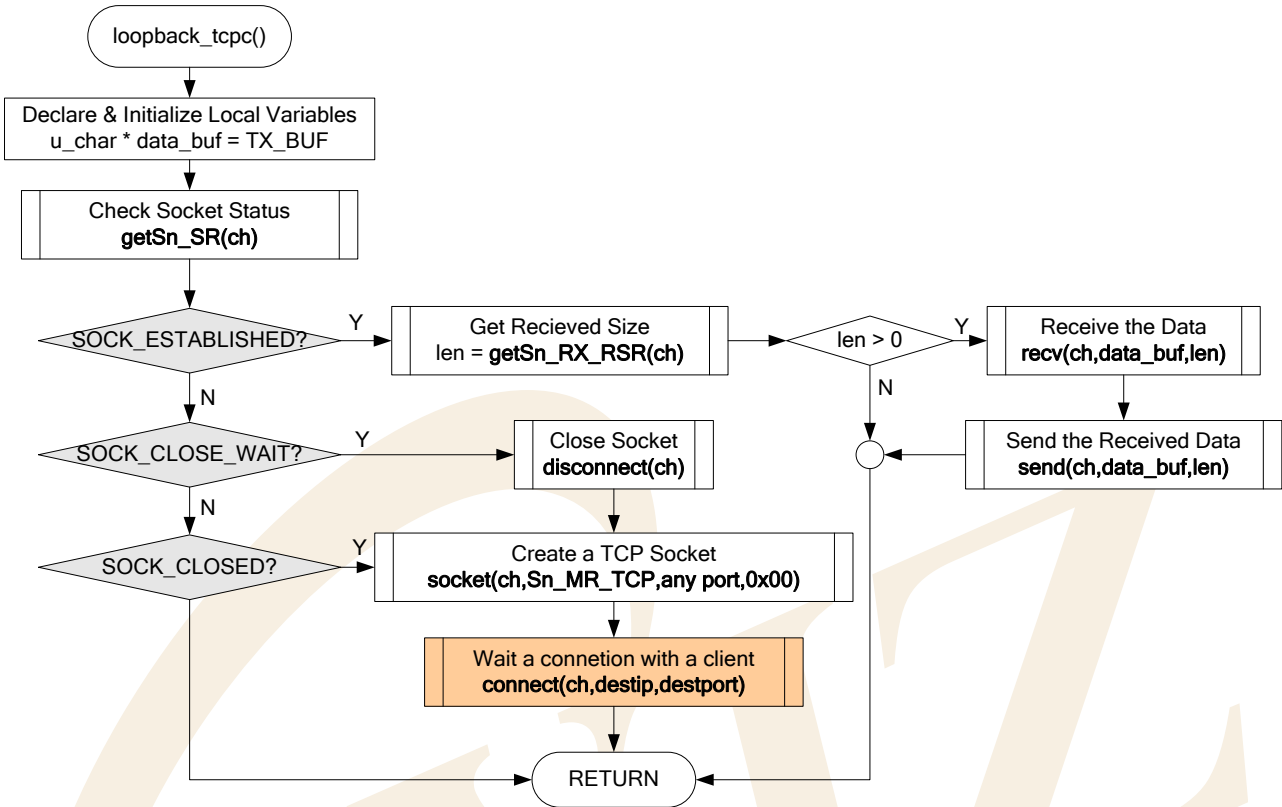 loopback_tcpc()
Declare & Initialize Local Variables
u_char * data_buf = TX_BUF
Check Socket Status
getSn_SR(ch)
SOCK_ESTABLISHED?
Y
Get Recieved Size
len = getSn_RX_RSR(ch)
len > 0
Y
Receive the Data
recv(ch,data_buf,len)
N
N
SOCK_CLOSE_WAIT?
Y
Close Socket
disconnect(ch)
Send the Received Data
send(ch,data_buf,len)
N
SOCK_CLOSED?
Y
Create a TCP Socket
socket(ch,Sn_MR_TCP,any port,0x00)
Wait a connetion with a client
connect(ch,destip,destport)
RETURN